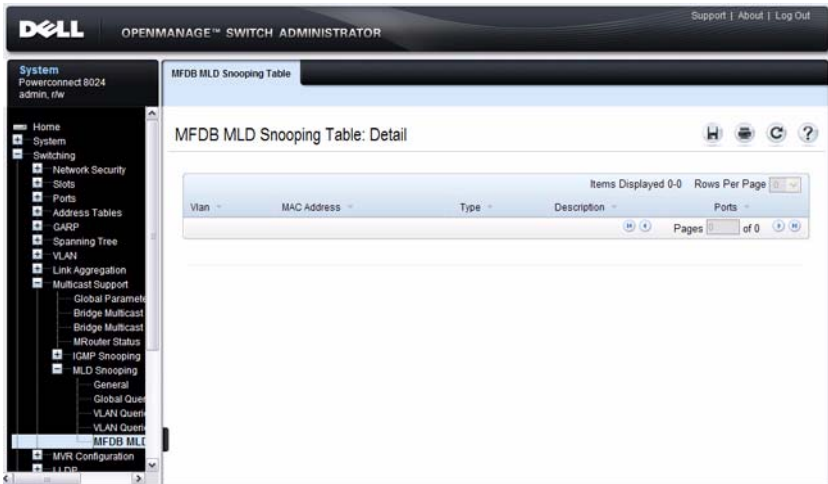 Support | About | Log Out
DELL
OPENMANAGE™ SWITCH ADMINISTRATOR
System
Powerconnect 8024
admin, r/w
MFDB MLD Snooping Table
Home
System
Switching
Network Security
Slots
Ports
Address Tables
GARP
Spanning Tree
VLAN
Link Aggregation
Multicast Support
Global Paramete
Bridge Multicast
Bridge Multicast
MRouter Status
IGMP Snooping
MLD Snooping
General
Global Quer
VLAN Queri
VLAN Queri
MFDB MLD
MVR Configuration
LLDP
MFDB MLD Snooping Table: Detail
Items Displayed 0-0 Rows Per Page 0
Vlan MAC Address Type Description Ports
Pages 0 of 0